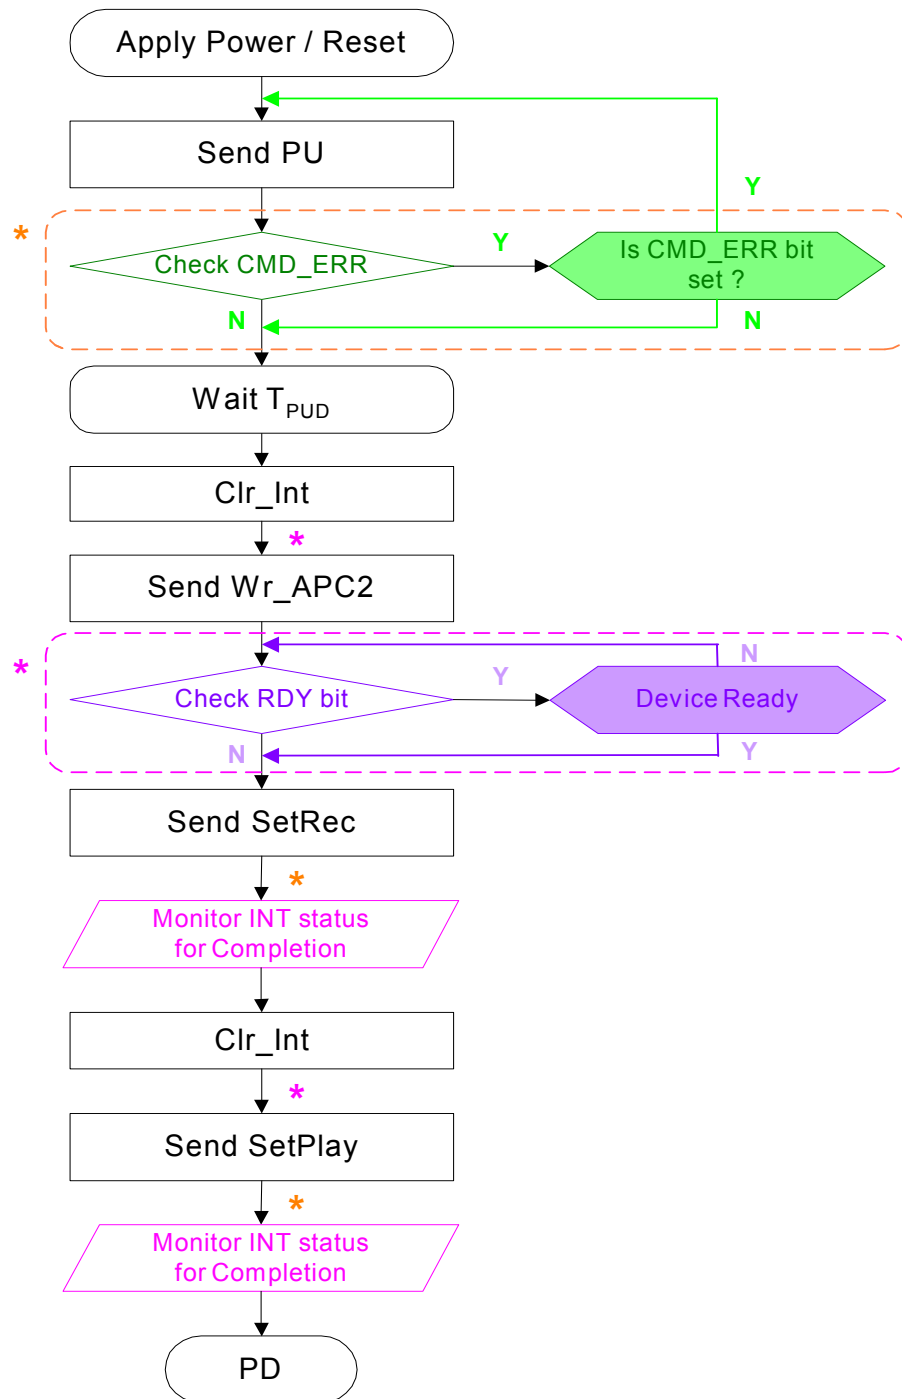 Apply Power / Reset
Send PU
Y
*
Check CMD_ERR
Y
Is CMD_ERR bit
set ?
N
N
Wait TPUD
Clr_Int
*
Send Wr_APC2
*
N
Check RDY bit
Y
Device Ready
N
Y
Send SetRec
*
Monitor INT status
for Completion
Clr_Int
*
Send SetPlay
*
Monitor INT status
for Completion
PD